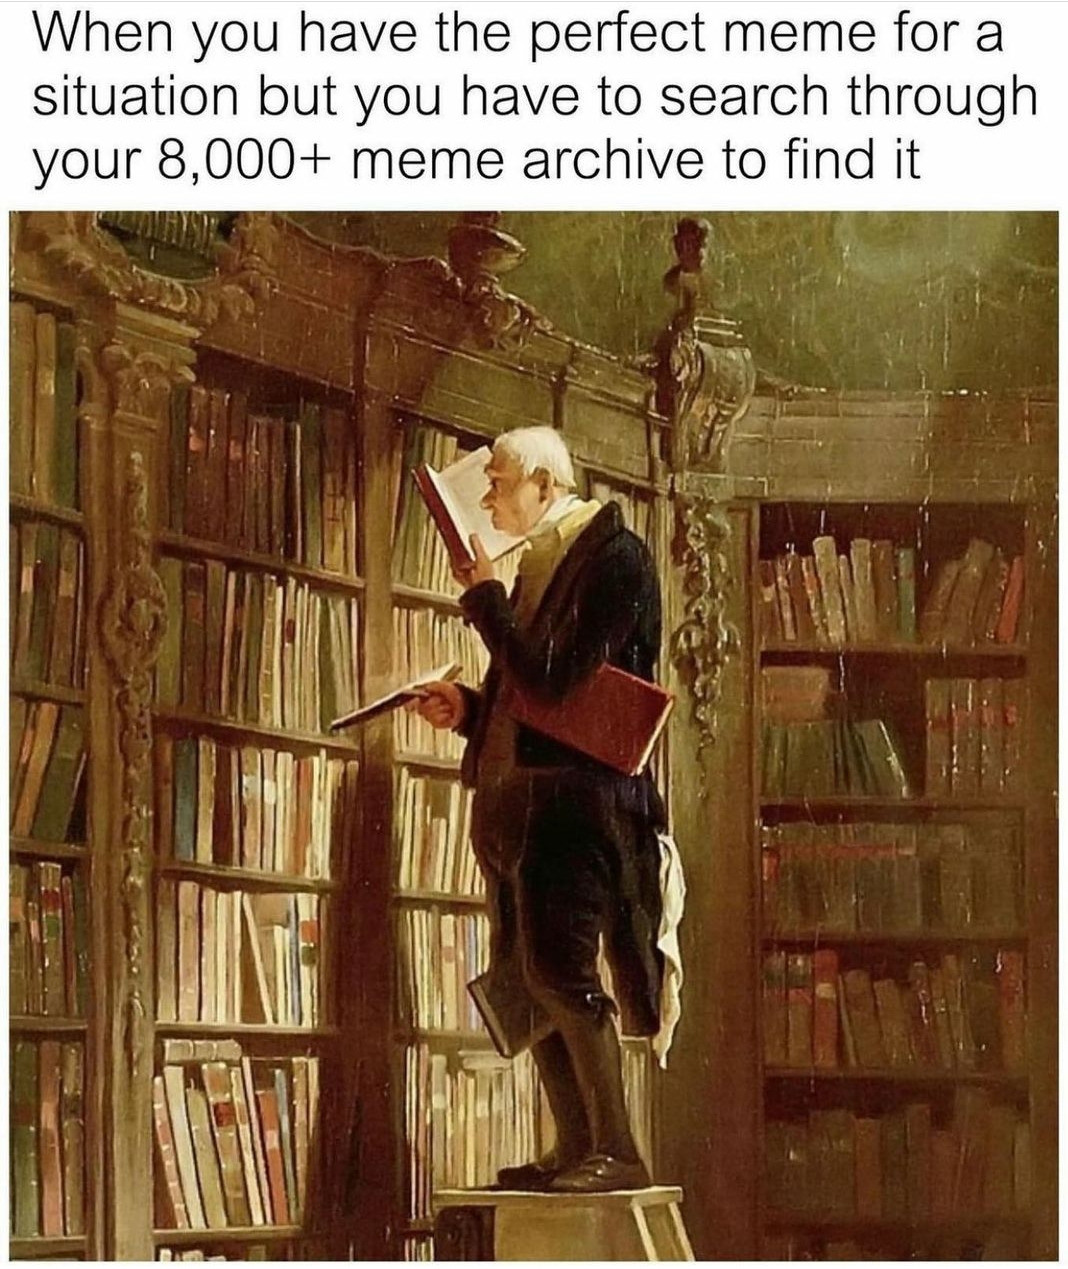 When you have the perfect meme for a
situation but you have to search through
your 8,000+ meme archive to find it